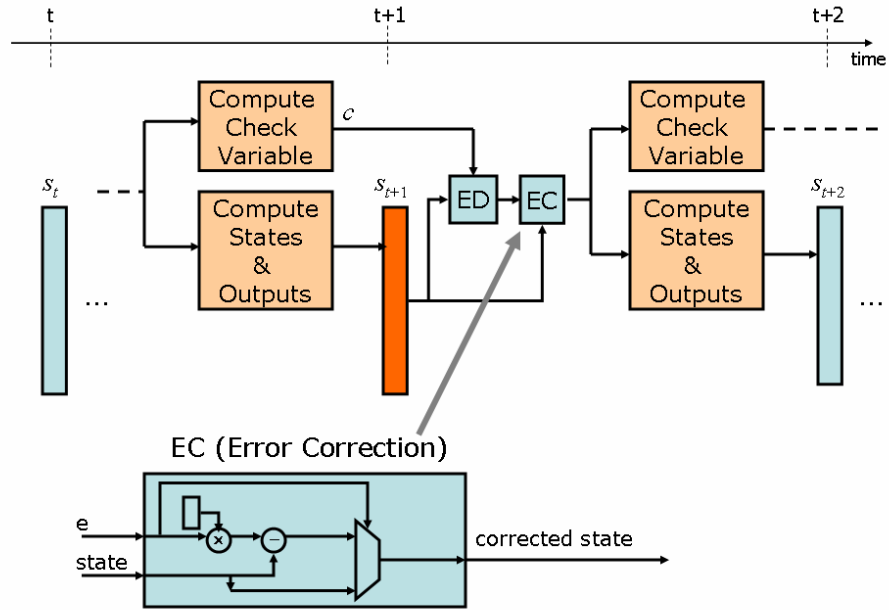 t
t+1
t+2
time
Compute
Check
Variable
c
Compute
Check
Variable
s_t
s_{t+1}
ED
EC
s_{t+2}
Compute
States
&
Outputs
Compute
States
&
Outputs
...
...
EC (Error Correction)
e
×
−
state
corrected state